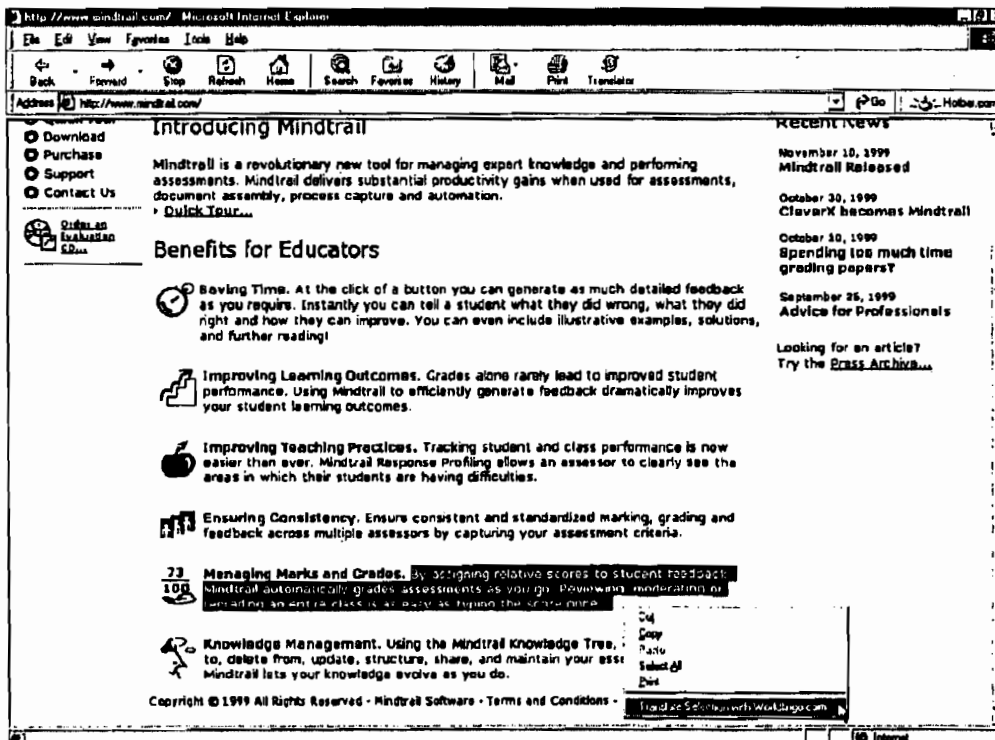 http://www.mindtrail.com/ - Microsoft Internet Explorer
File Edit View Favorites Tools Help
Back Forward Stop Refresh Home Search Favorites History Mail Print Translator
Address http://www.mindtrail.com/ Go
Download
Purchase
Support
Contact Us
Order an
Evaluation
CD...
Introducing Mindtrail
Mindtrail is a revolutionary new tool for managing expert knowledge and performing
assessments. Mindtrail delivers substantial productivity gains when used for assessments,
document assembly, process capture and automation.
› Quick Tour...
Benefits for Educators
Saving Time. At the click of a button you can generate as much detailed feedback
as you require. Instantly you can tell a student what they did wrong, what they did
right and how they can improve. You can even include illustrative examples, solutions,
and further reading!
Improving Learning Outcomes. Grades alone rarely lead to improved student
performance. Using Mindtrail to efficiently generate feedback dramatically improves
your student learning outcomes.
Improving Teaching Practices. Tracking student and class performance is now
easier than ever. Mindtrail Response Profiling allows an assessor to clearly see the
areas in which their students are having difficulties.
Ensuring Consistency. Ensure consistent and standardized marking, grading and
feedback across multiple assessors by capturing your assessment criteria.
73
100
Managing Marks and Grades. By assigning relative scores to student feedback
Mindtrail automatically grades assessments as you go. Reviewing, moderating or
regrading an entire class is as easy as typing the score once.
Knowledge Management. Using the Mindtrail Knowledge Tree,
to, delete from, update, structure, share, and maintain your asse
Mindtrail lets your knowledge evolve as you do.
Copyright © 1999 All Rights Reserved - Mindtrail Software - Terms and Conditions -
Cut
Copy
Paste
Select All
Print
Translate Selection with Worldlingo.com
Recent News
November 10, 1999
Mindtrail Released
October 30, 1999
CleverX becomes Mindtrail
October 10, 1999
Spending too much time
grading papers?
September 25, 1999
Advice for Professionals
Looking for an article?
Try the Press Archive...
Internet